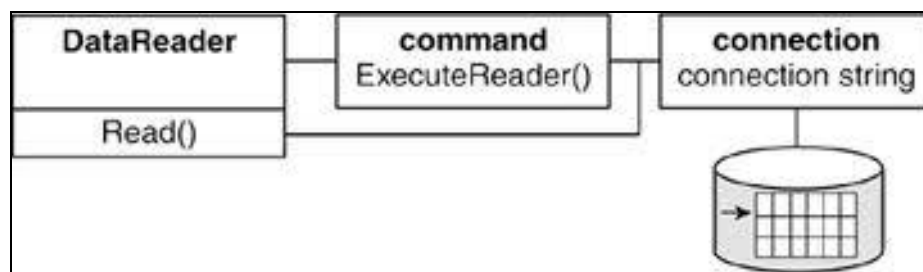 DataReader
Read()
command
ExecuteReader()
connection
connection string